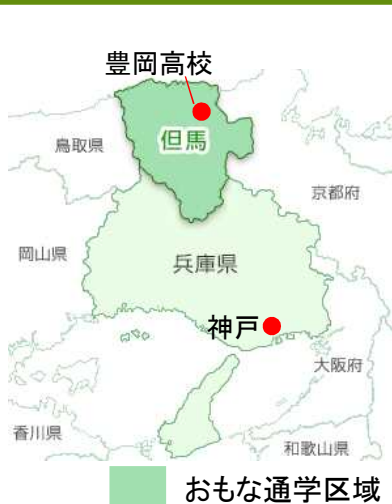 豊岡高校
但馬
鳥取県
京都府
岡山県
兵庫県
神戸
大阪府
香川県
和歌山県
おもな通学区域